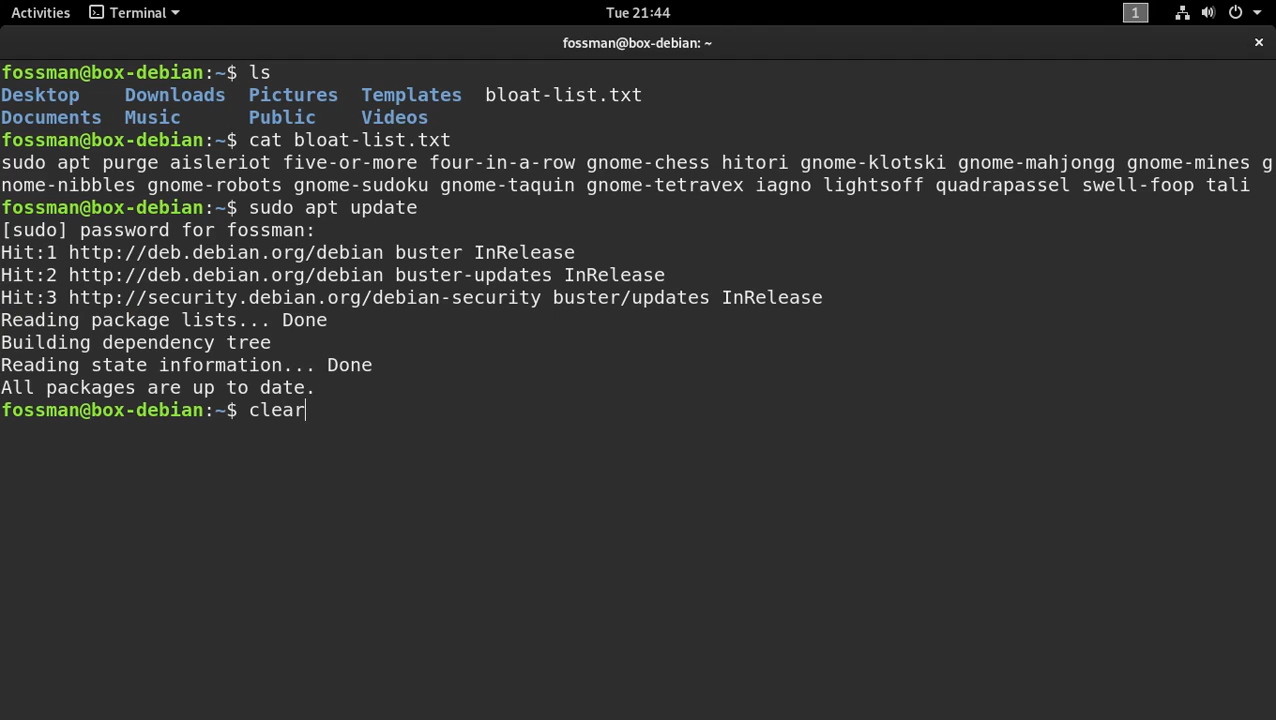 Activities Terminal Tue 21:44 1
fossman@box-debian: ~ ×
fossman@box-debian:~$ ls
Desktop Downloads Pictures Templates bloat-list.txt
Documents Music Public Videos
fossman@box-debian:~$ cat bloat-list.txt
sudo apt purge aisleriot five-or-more four-in-a-row gnome-chess hitori gnome-klotski gnome-mahjongg gnome-mines g
nome-nibbles gnome-robots gnome-sudoku gnome-taquin gnome-tetravex iagno lightsoff quadrapassel swell-foop tali
fossman@box-debian:~$ sudo apt update
[sudo] password for fossman:
Hit:1 http://deb.debian.org/debian buster InRelease
Hit:2 http://deb.debian.org/debian buster-updates InRelease
Hit:3 http://security.debian.org/debian-security buster/updates InRelease
Reading package lists... Done
Building dependency tree
Reading state information... Done
All packages are up to date.
fossman@box-debian:~$ clear